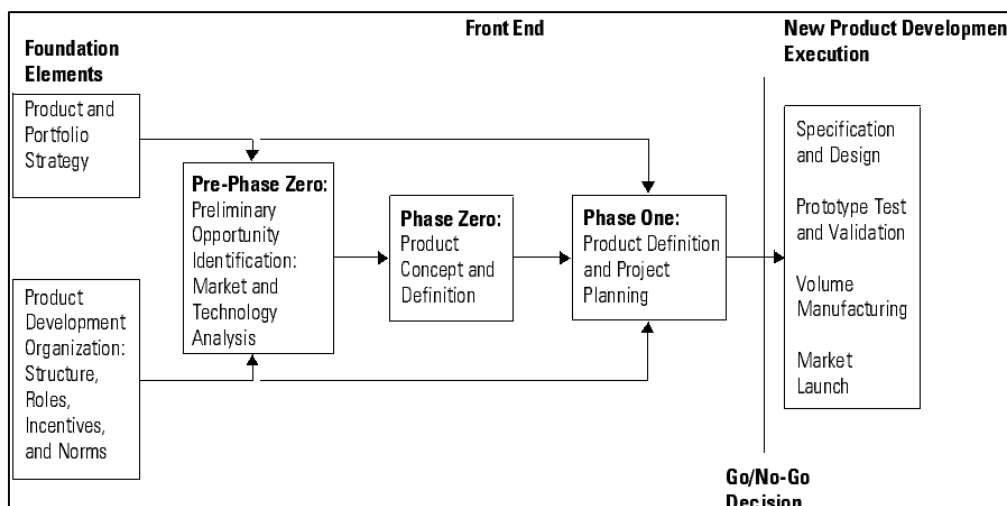 Front End
New Product Developmen
Execution
Foundation
Elements
Product and
Portfolio
Strategy
Product
Development
Organization:
Structure,
Roles,
Incentives,
and Norms
Pre-Phase Zero:
Preliminary
Opportunity
Identification:
Market and
Technology
Analysis
Phase Zero:
Product
Concept and
Definition
Phase One:
Product Definition
and Project
Planning
Specification
and Design
Prototype Test
and Validation
Volume
Manufacturing
Market
Launch
Go/No-Go
Decision